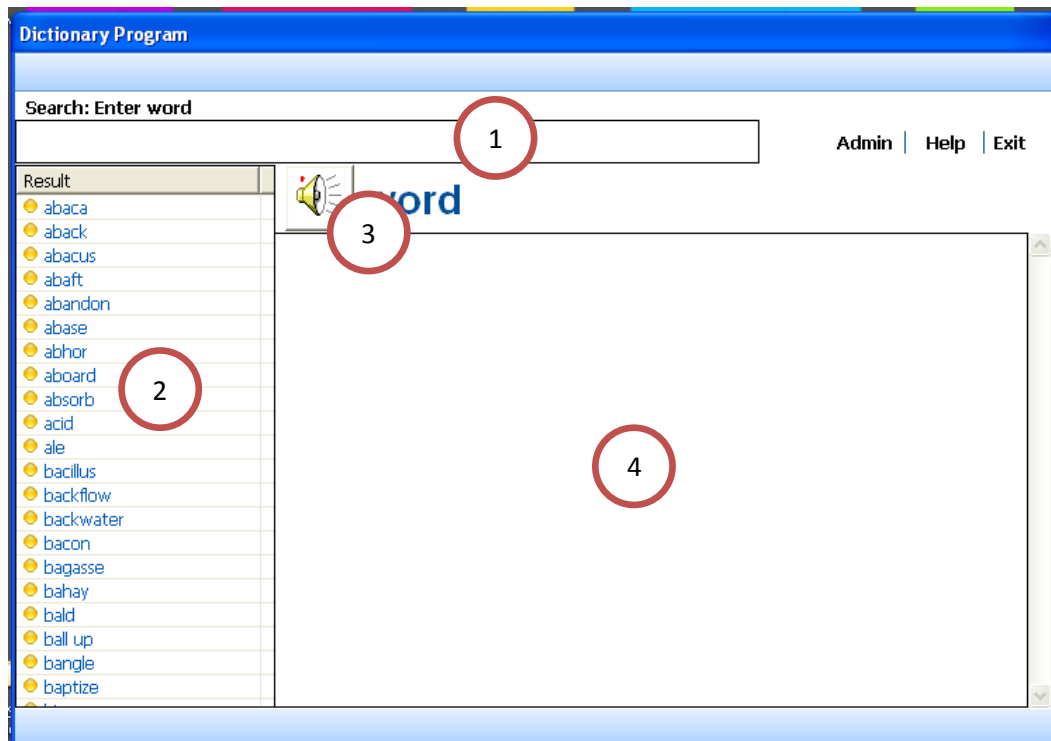 Dictionary Program
Search: Enter word
1
Admin | Help | Exit
Result
word
3
abaca
aback
abacus
abaft
abandon
abase
abhor
aboard
2
absorb
acid
ale
4
bacillus
backflow
backwater
bacon
bagasse
bahay
bald
ball up
bangle
baptize